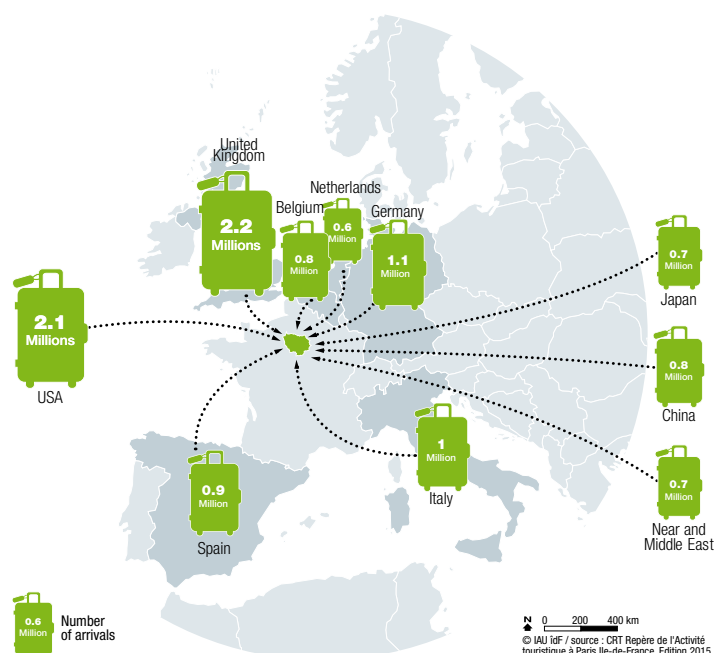 United
Kingdom
2.2
Millions
Belgium
0.8
Million
Netherlands
0.6
Million
Germany
1.1
Million
0.7
Million
Japan
2.1
Millions
USA
0.8
Million
China
1
Million
Italy
0.9
Million
Spain
0.7
Million
Near and
Middle East
0.6
Million
Number
of arrivals
N 0 200 400 km
© IAU îdF / source : CRT Repère de l'Activité
touristique à Paris Ile-de-France, Edition 2015